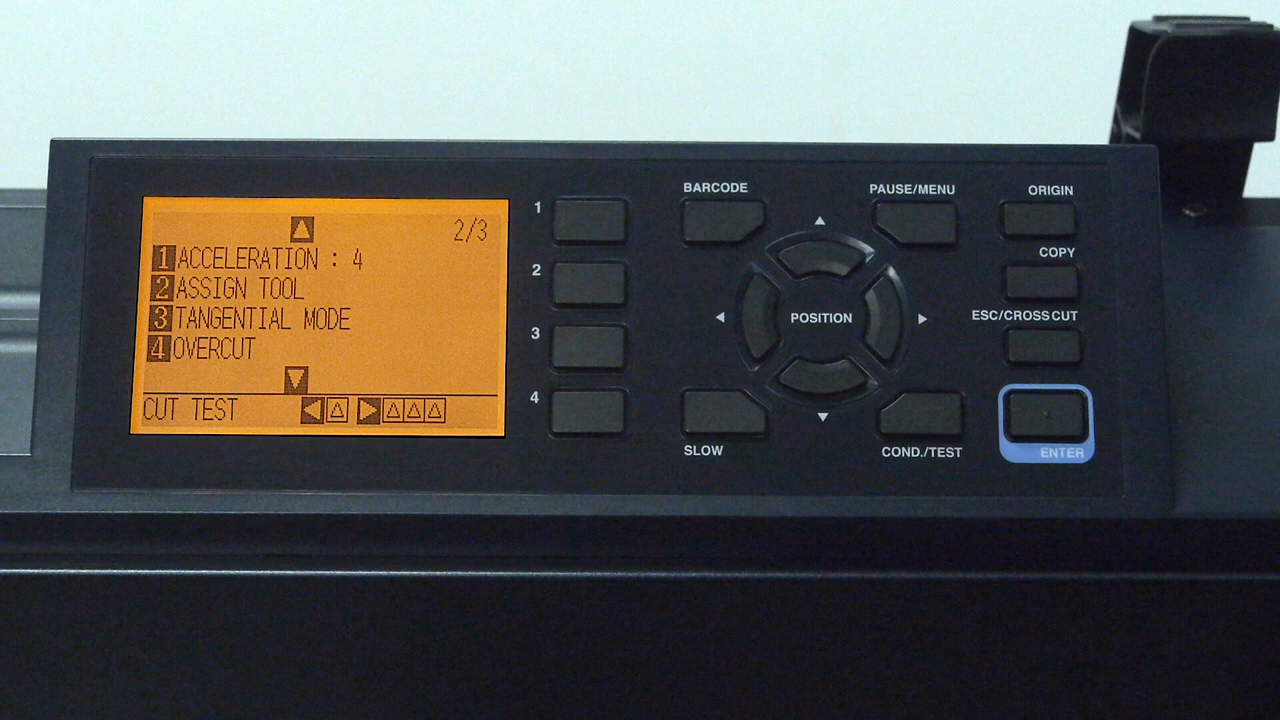 2/3
1 ACCELERATION : 4
2 ASSIGN TOOL
3 TANGENTIAL MODE
4 OVERCUT
CUT TEST
1
2
3
4
BARCODE
PAUSE/MENU
ORIGIN
COPY
ESC/CROSS CUT
POSITION
SLOW
COND./TEST
ENTER